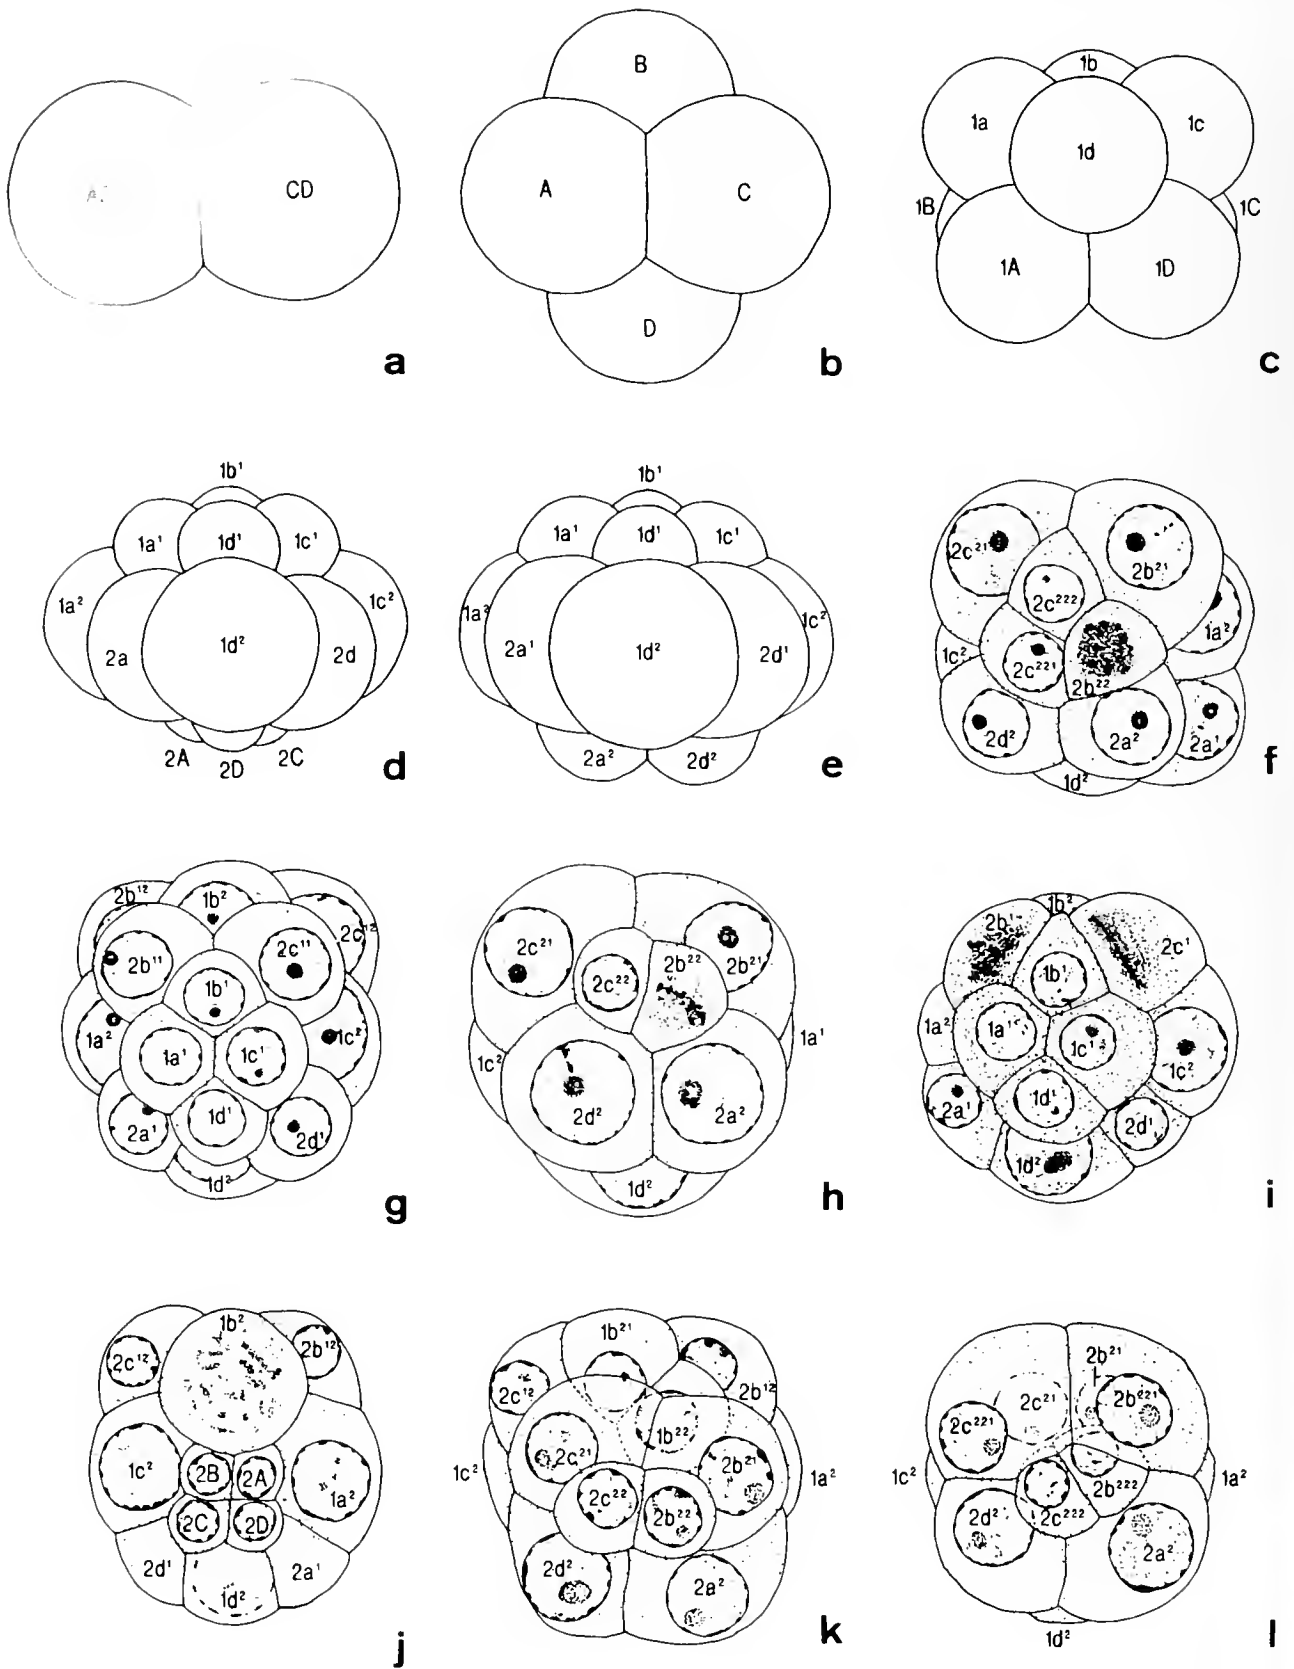 CD
a
B
A
C
D
b
1b
1a
1c
1d
1B
1C
1A
1D
c
1b¹
1a¹
1d¹
1c¹
1a²
1c²
2a
1d²
2d
2A
2D
2C
d
1b¹
1a¹
1d¹
1c¹
1a²
1c²
2a¹
1d²
2d¹
2a²
2d²
e
2c²¹
2b²¹
2c²²²
1a²
1c²
2c²²¹
2b²²
2d²
2a²
2a¹
1d²
f
2b¹²
1b²
2c¹²
2b¹¹
2c¹¹
1b¹
1a²
1c²
1a¹
1c¹
2a¹
1d¹
2d¹
1d²
g
2c²¹
2b²²
2b²¹
2c²²
1c²
1a¹
2d²
2a²
1d²
h
1b²
2b¹
2c¹
1b¹
1a²
1a¹
1c¹
1c²
2a¹
1d¹
2d¹
1d²
i
1b²
2c¹²
2b¹²
1c²
2B
2A
1a²
2C
2D
2d¹
2a¹
1d²
j
1b²¹
2c¹²
2b¹²
1b²²
2c²¹
2b²¹
1c²
1a²
2c²²
2b²²
2d²
2a²
k
2b²¹
2c²¹
2b²²¹
2c²²¹
1c²
1a²
2b²²²
2c²²²
2d²
2a²
1d²
l